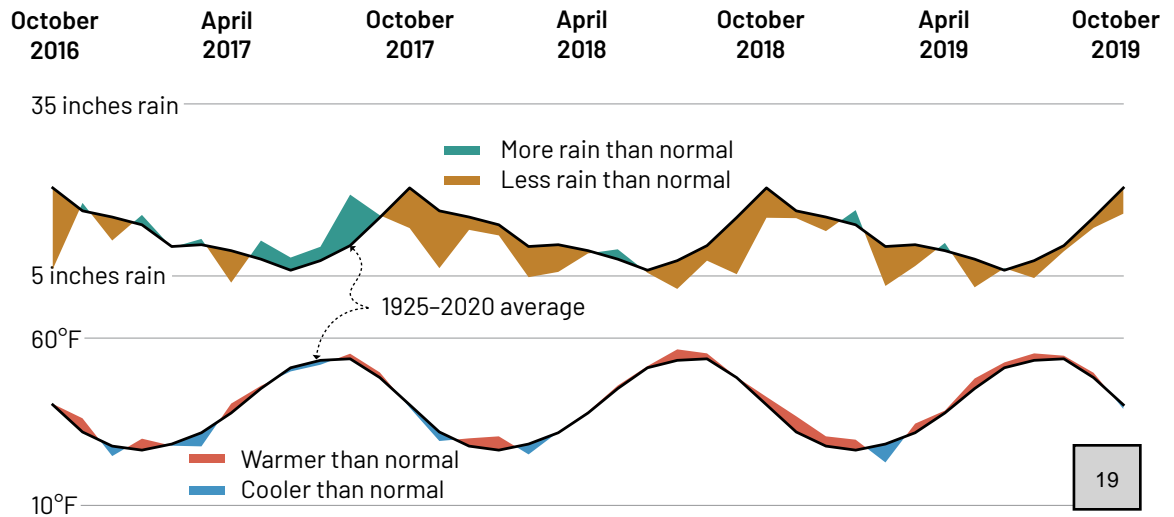 October April October April October April October
2016 2017 2017 2018 2018 2019 2019
35 inches rain
More rain than normal
Less rain than normal
5 inches rain
1925–2020 average
60°F
Warmer than normal
Cooler than normal
10°F
19